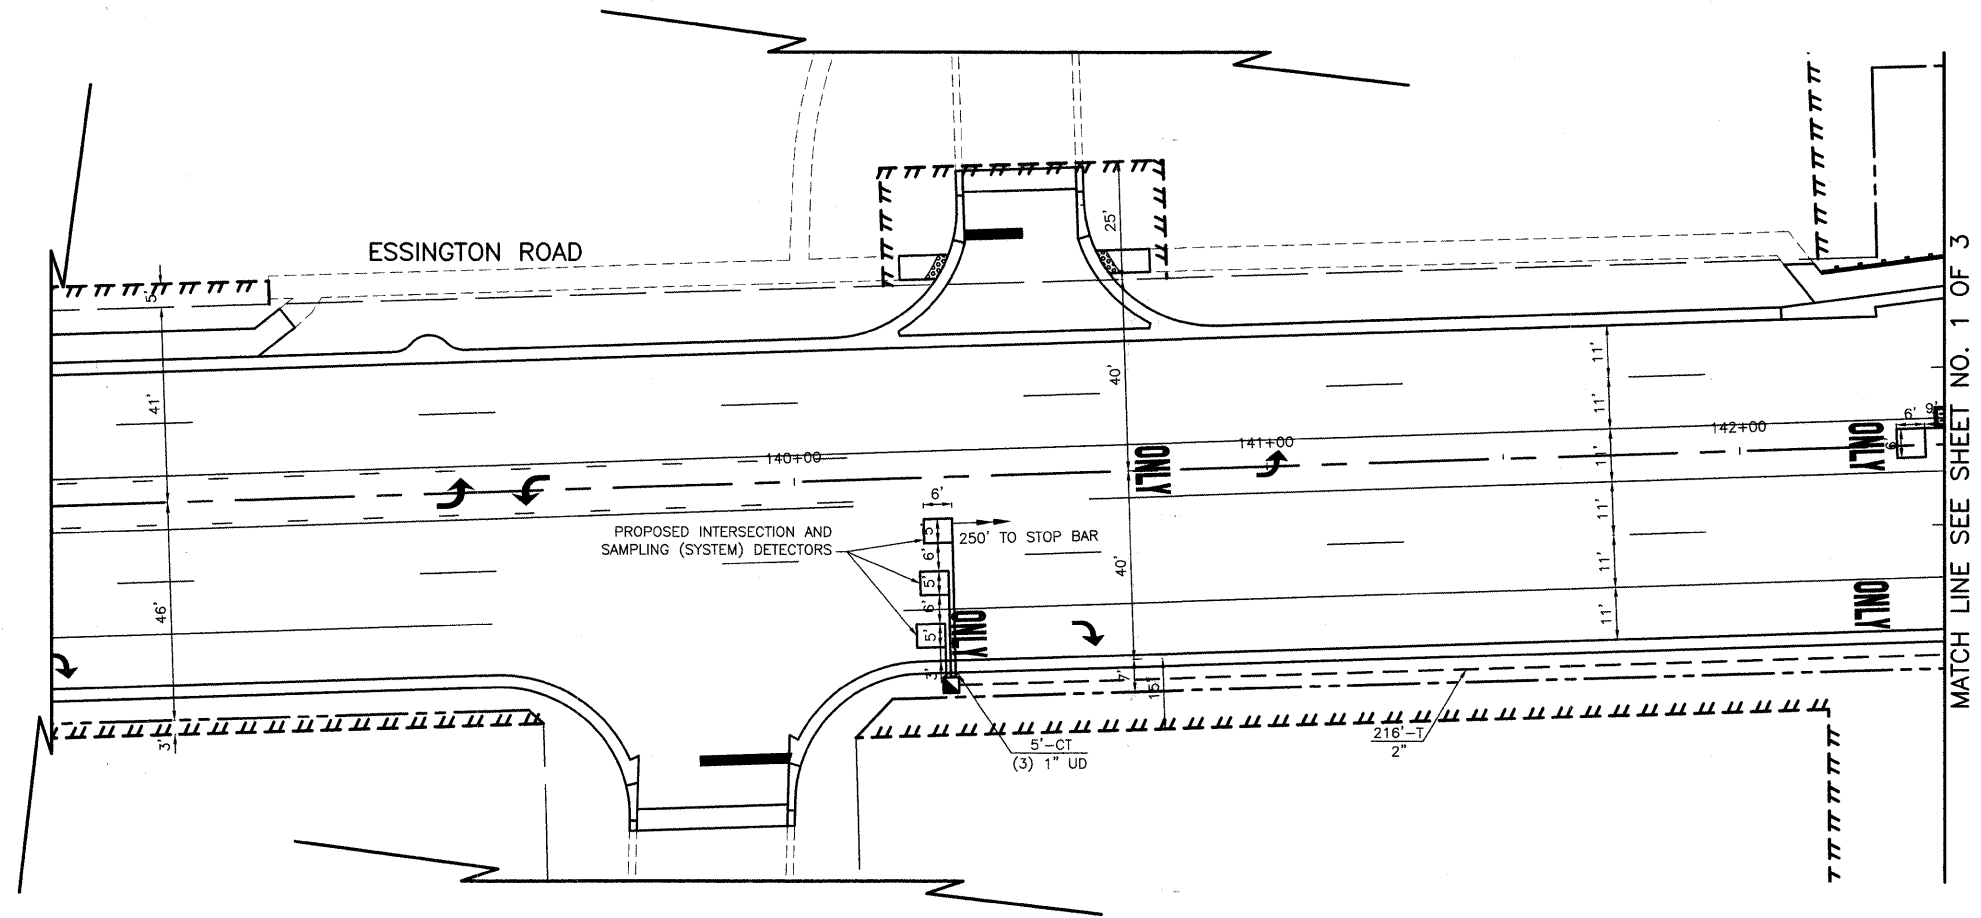 ESSINGTON ROAD
25'
5'
41'
40'
11'
11'
11'
11'
11'
140+00
141+00
142+00
ONLY
ONLY
6'
6'
6'
6'
PROPOSED INTERSECTION AND
SAMPLING (SYSTEM) DETECTORS
250' TO STOP BAR
5'
6'
5'
6'
5'
3'
ONLY
ONLY
40'
46'
3'
7'
15'
5'-CT
(3) 1" UD
216'-T
2"
MATCH LINE SEE SHEET NO. 1 OF 3